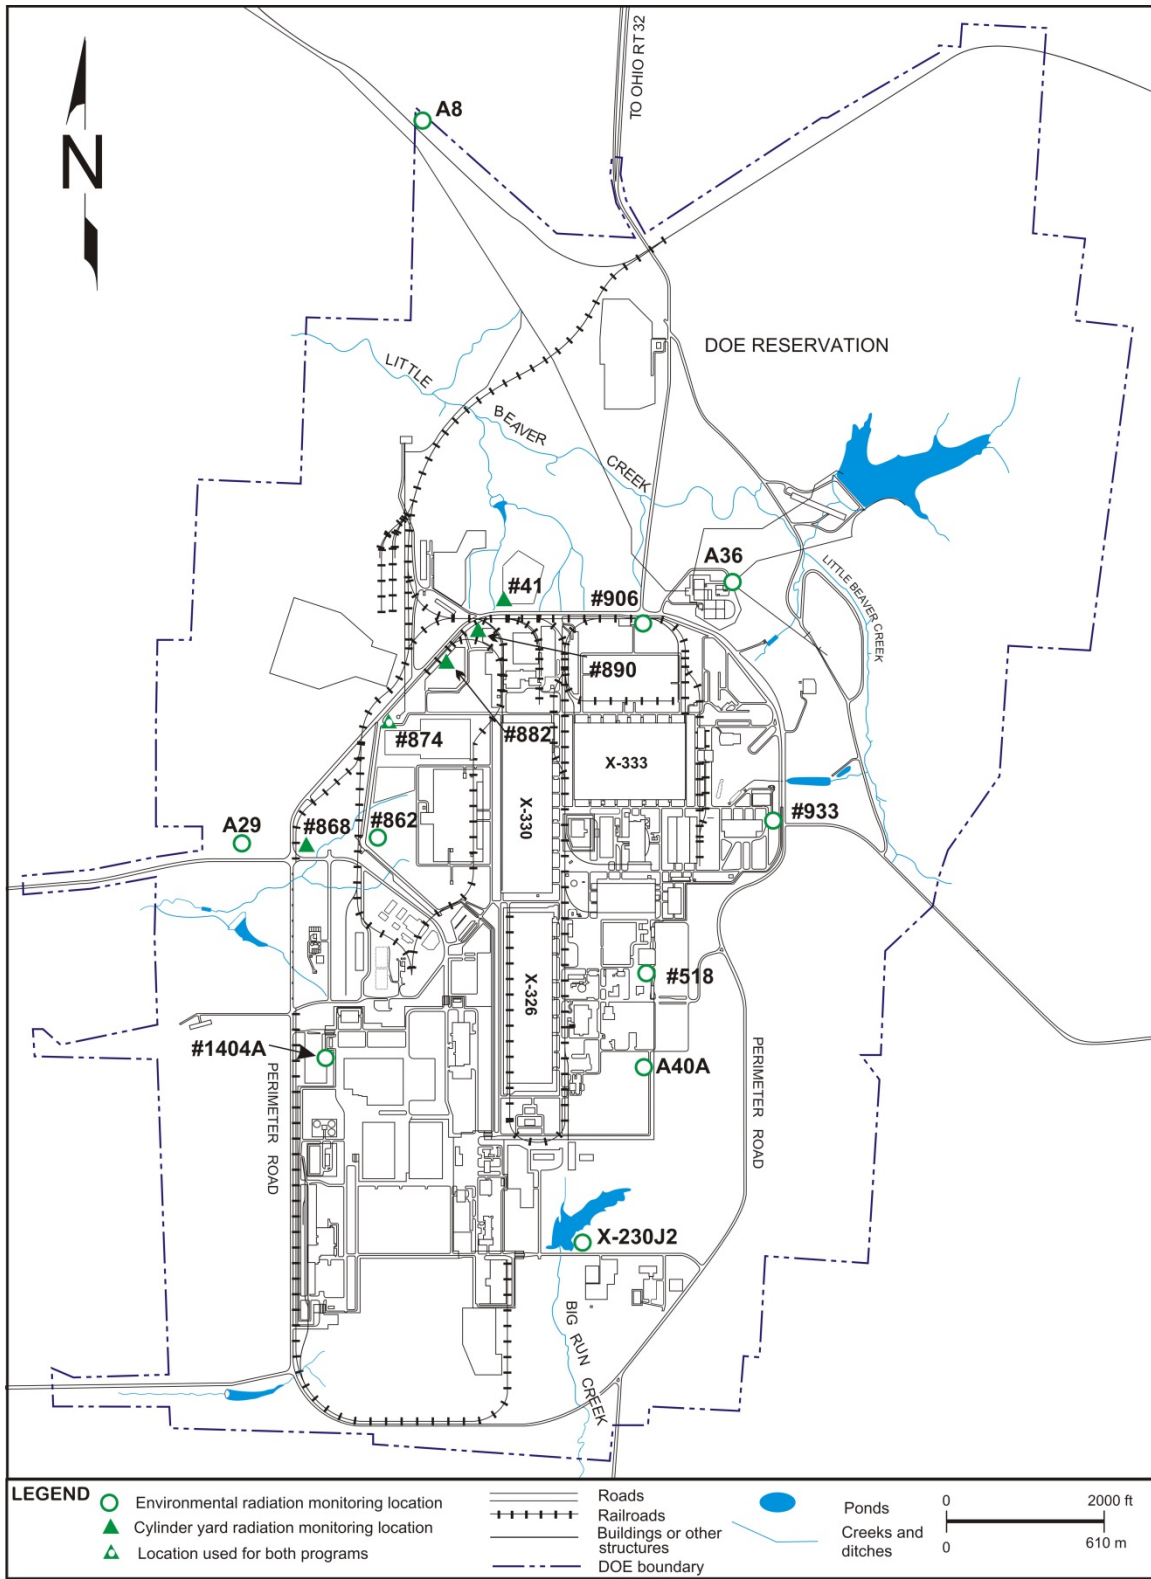 TO OHIO RT 32
A8
N
DOE RESERVATION
LITTLE
BEAVER
CREEK
A36
LITTLE BEAVER CREEK
#41
#906
#890
#874
#882
X-333
X-330
A29
#868
#862
#933
X-326
#518
#1404A
A40A
PERIMETER ROAD
PERIMETER ROAD
X-230J2
BIG RUN CREEK
LEGEND
Environmental radiation monitoring location
Cylinder yard radiation monitoring location
Location used for both programs
Roads
Railroads
Buildings or other
structures
DOE boundary
Ponds
Creeks and
ditches
0 2000 ft
0 610 m